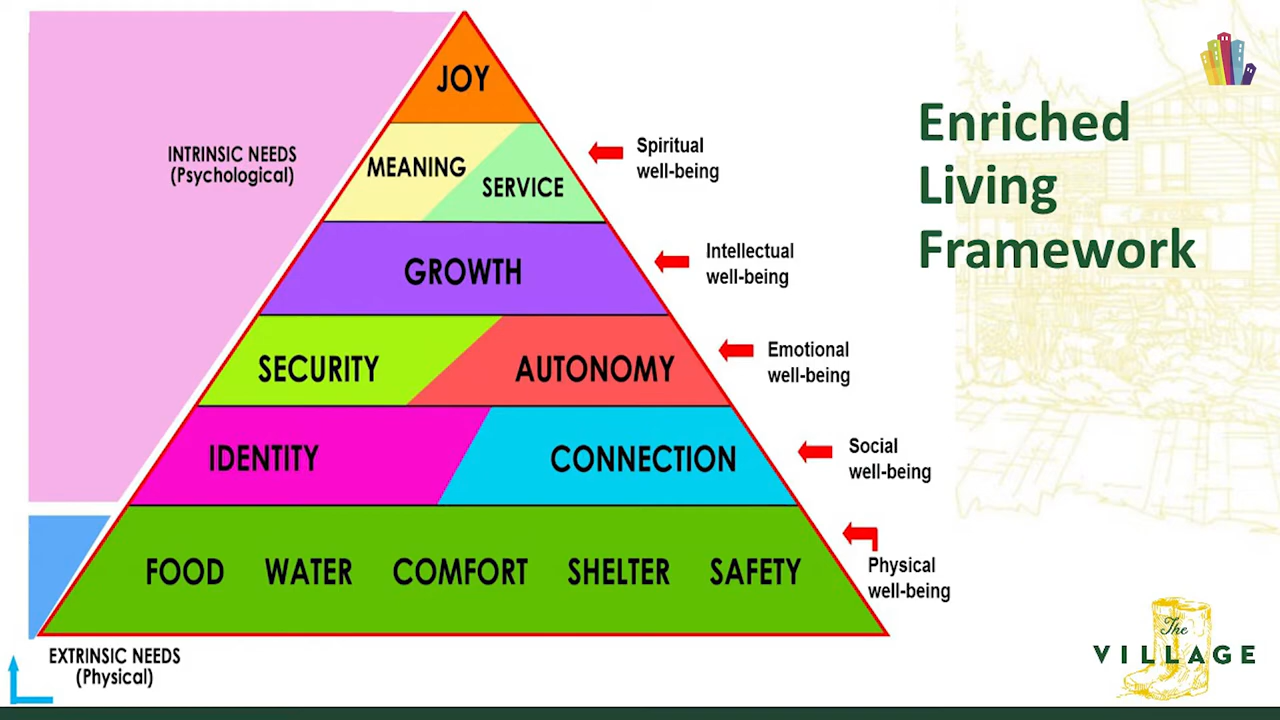 Enriched
Living
Framework
JOY
MEANING
SERVICE
GROWTH
SECURITY
AUTONOMY
IDENTITY
CONNECTION
FOOD WATER COMFORT SHELTER SAFETY
INTRINSIC NEEDS
(Psychological)
EXTRINSIC NEEDS
(Physical)
Spiritual
well-being
Intellectual
well-being
Emotional
well-being
Social
well-being
Physical
well-being
The
VILLAGE